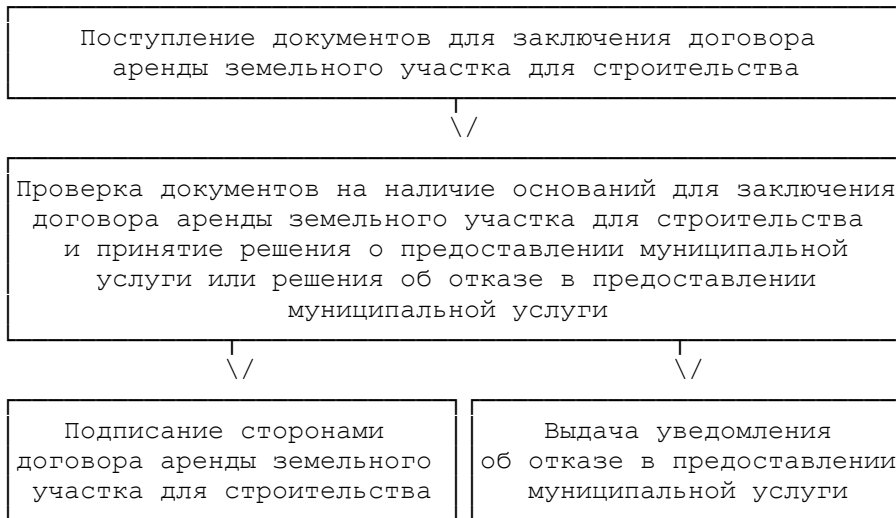 Поступление документов для заключения договора
аренды земельного участка для строительства
\/
Проверка документов на наличие оснований для заключения
договора аренды земельного участка для строительства
и принятие решения о предоставлении муниципальной
услуги или решения об отказе в предоставлении
муниципальной услуги
\/ \/
Подписание сторонами
договора аренды земельного
участка для строительства
Выдача уведомления
об отказе в предоставлении
муниципальной услуги